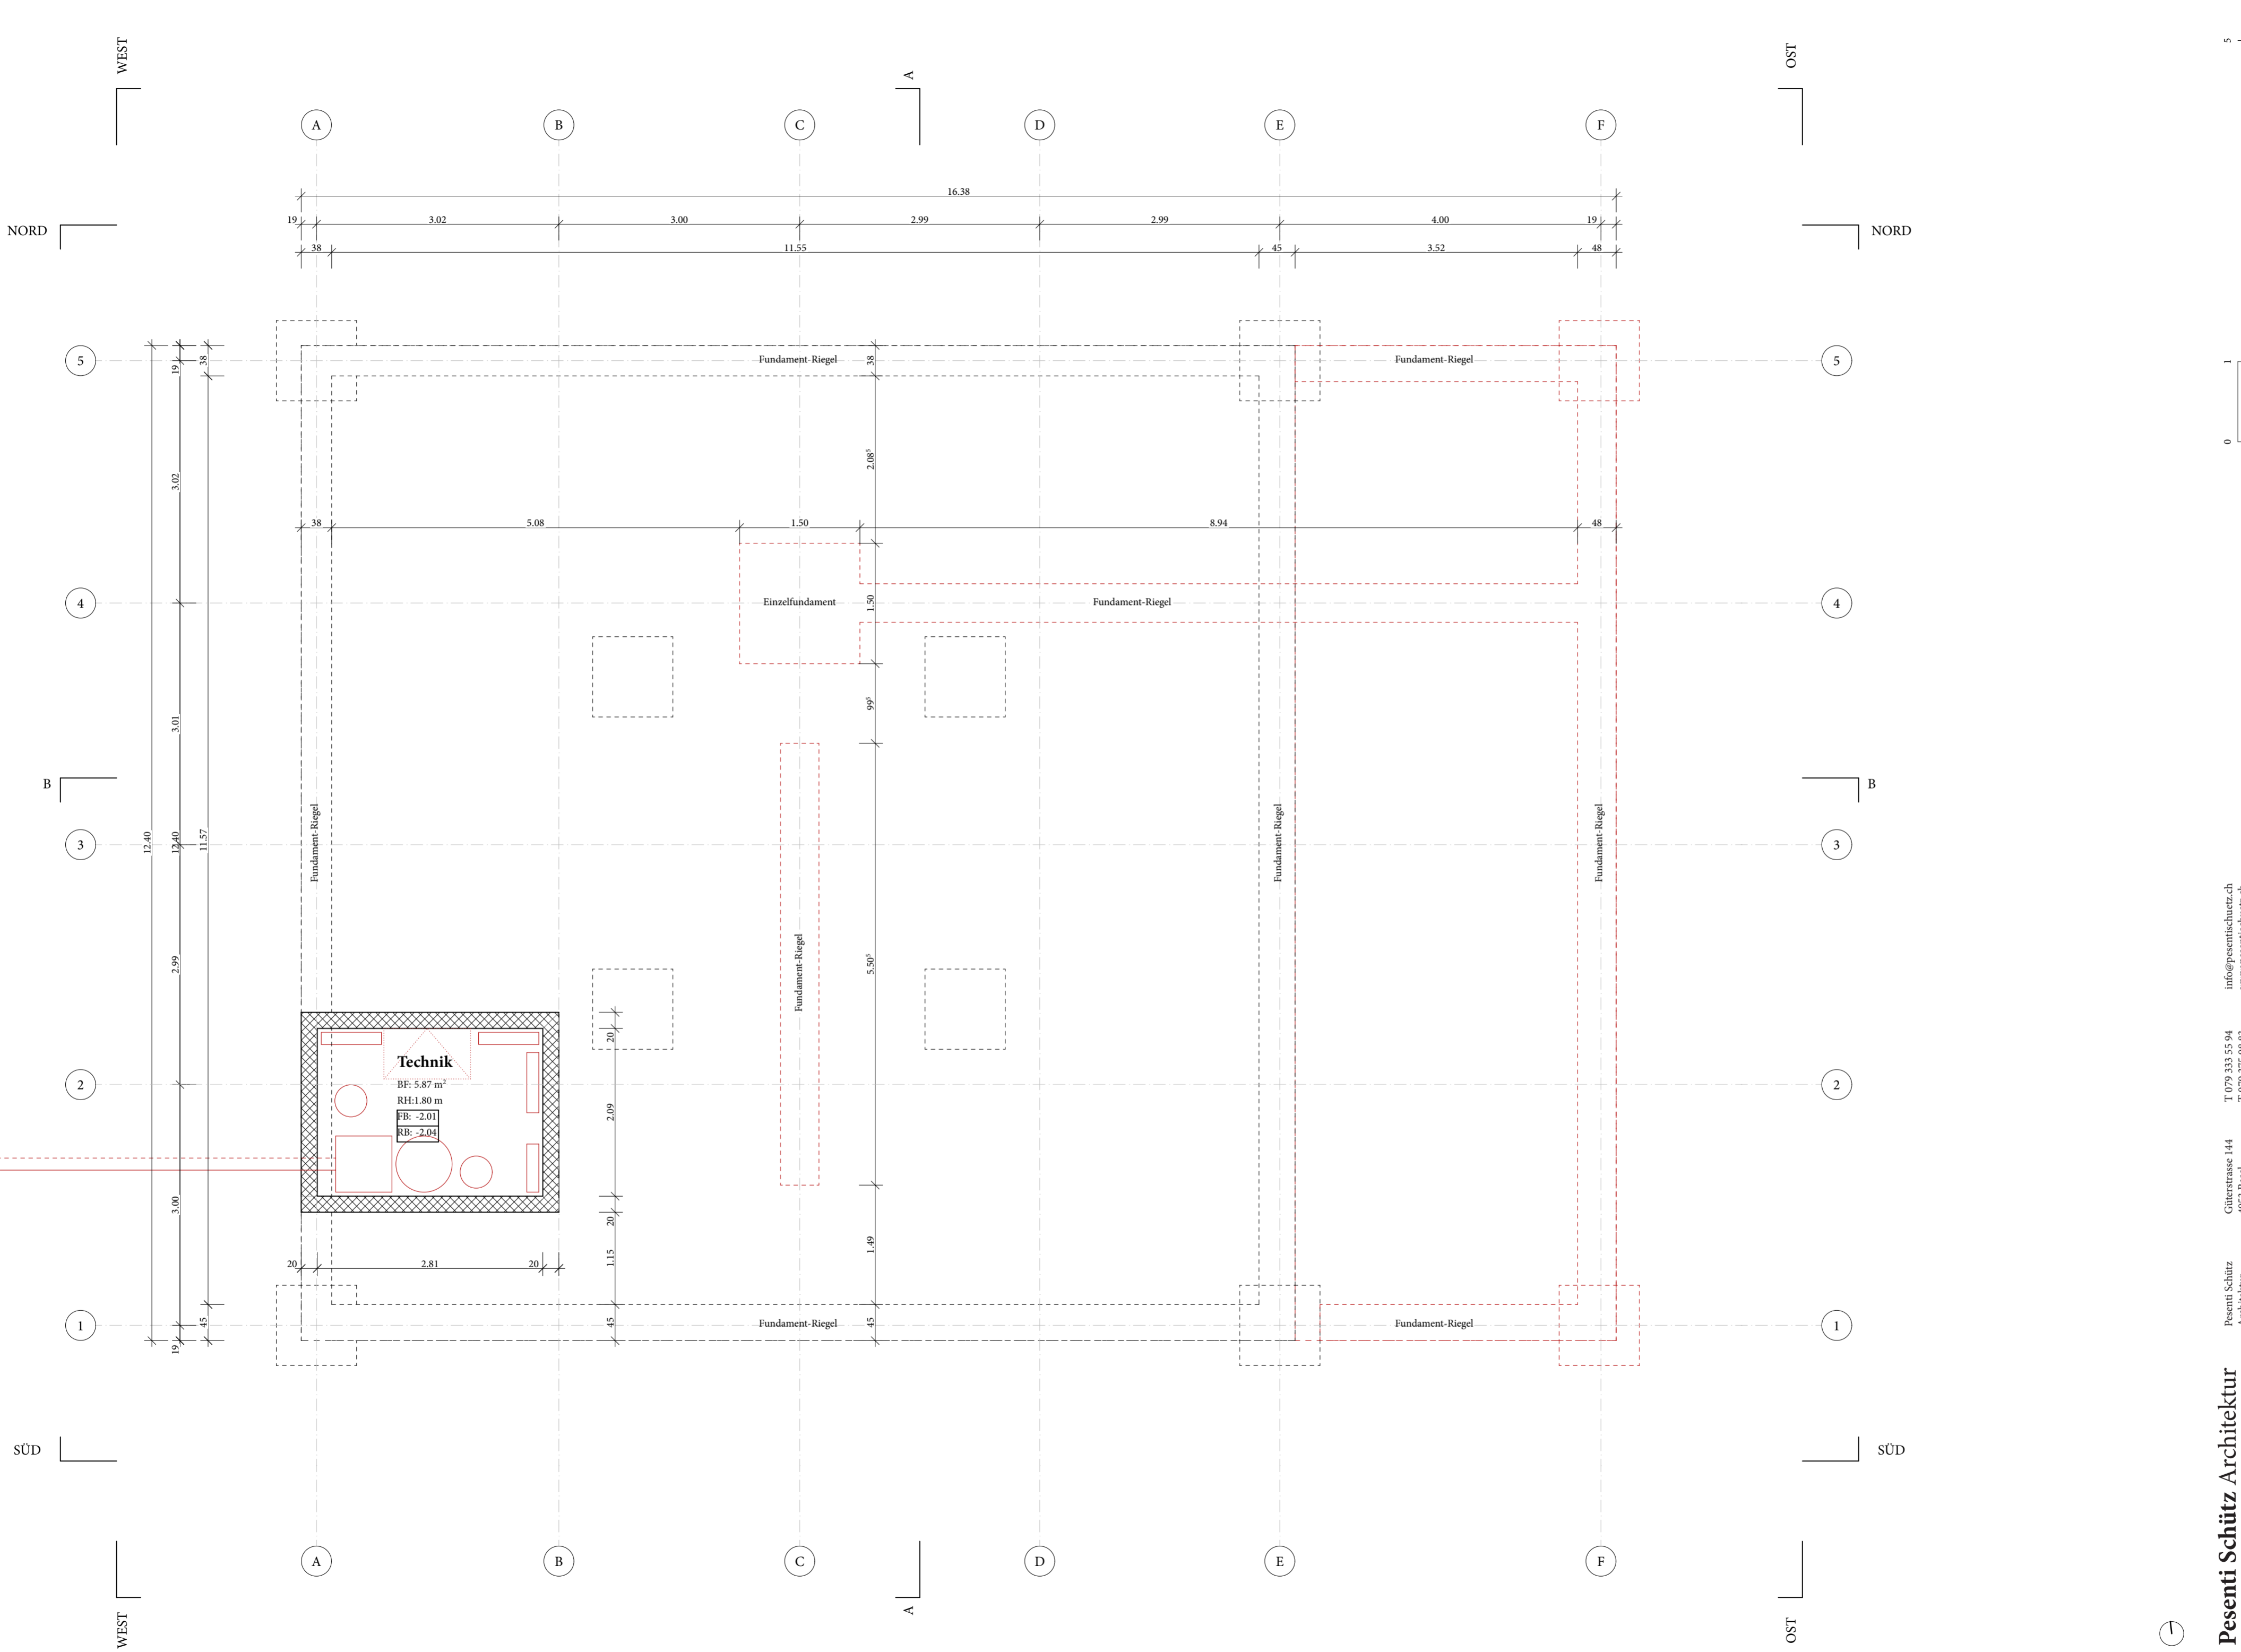 WEST
A
OST
A
B
C
D
E
F
16.38
19
3.02
3.00
2.99
2.99
4.00
19
NORD
NORD
38
11.55
45
3.52
48
5
19
38
Fundament-Riegel
38
Fundament-Riegel
5
3.02
2.08⁵
38
5.08
1.50
8.94
48
4
Einzelfundament
1.50
Fundament-Riegel
4
3.01
99⁵
B
B
3
12.40
12.40
11.57
Fundament-Riegel
Fundament-Riegel
Fundament-Riegel
3
2.99
Fundament-Riegel
5.50⁵
20
Technik
2
BF: 5.87 m²
2
RH:1.80 m
FB: -2.01
2.09
RB: -2.04
3.00
20
1.15
1.49
20
2.81
20
1
19
45
45
Fundament-Riegel
45
Fundament-Riegel
1
SÜD
SÜD
A
B
C
D
E
F
WEST
A
OST
5
1
0
info@pesentischuetz.ch
T 079 333 55 94
Güterstrasse 144
Pesenti Schütz
Pesenti Schütz Architektur